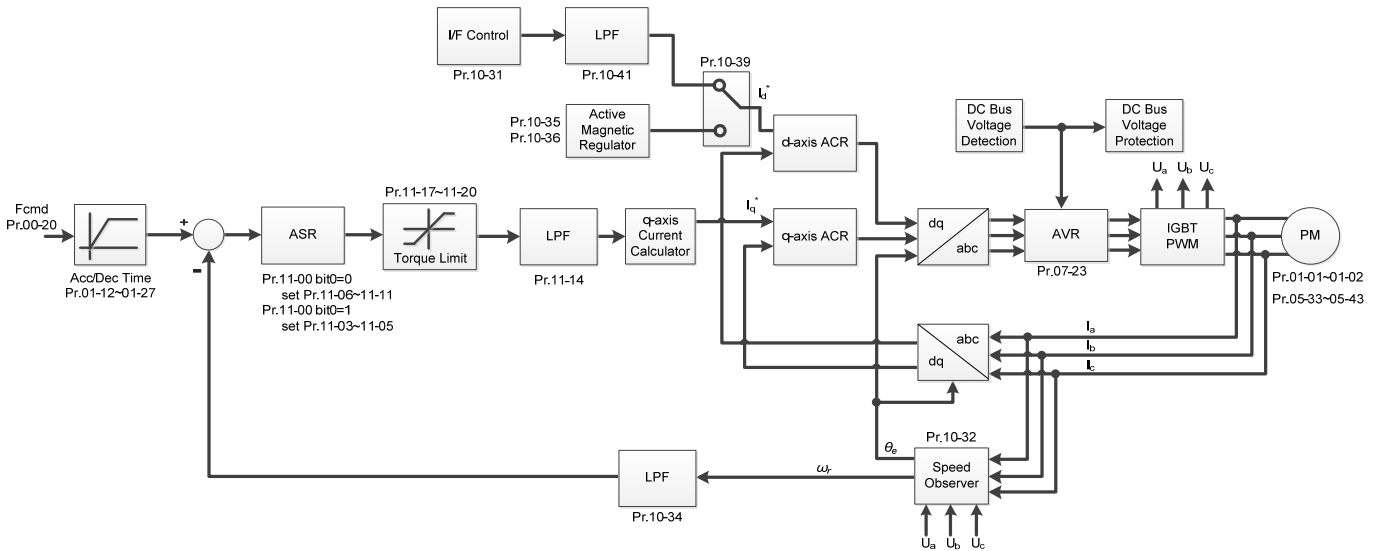 I/F Control
LPF
Pr.10-31
Pr.10-41
Pr.10-39
Id*
Pr.10-35
Pr.10-36
Active
Magnetic
Regulator
d-axis ACR
DC Bus
Voltage
Detection
DC Bus
Voltage
Protection
Ua
Ub
Uc
Fcmd
Pr.00-20
Acc/Dec Time
Pr.01-12~01-27
+
-
ASR
Pr.11-00 bit0=0
set Pr.11-06~11-11
Pr.11-00 bit0=1
set Pr.11-03~11-05
Pr.11-17~11-20
Torque Limit
LPF
Pr.11-14
q-axis
Current
Calculator
Iq*
q-axis ACR
dq
abc
AVR
Pr.07-23
IGBT
PWM
PM
Pr.01-01~01-02
Pr.05-33~05-43
abc
dq
Ia
Ib
Ic
Pr.10-32
θe
Speed
Observer
ωr
LPF
Pr.10-34
Ua
Ub
Uc